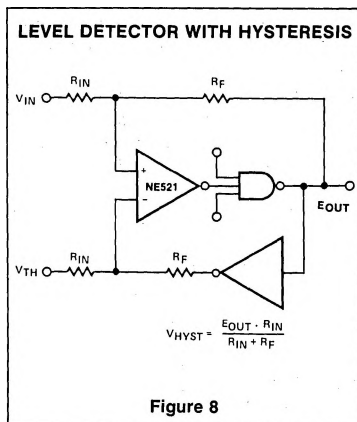 LEVEL DETECTOR WITH HYSTERESIS
RIN
RF
VIN
+
NE521
−
EOUT
VTH
RIN
RF
VHYST = EOUT · RIN
RIN + RF
Figure 8